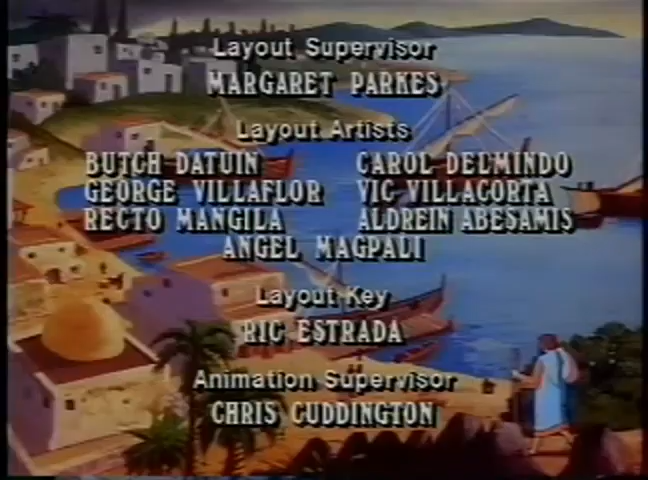 Layout Supervisor
MARGARET PARKES
Layout Artists
BUTCH DATUIN CAROL DELMINDO
GEORGE VILLAFLOR VIC VILLACORTA
RECTO MANGILA ALDREIN ABESAMIS
ANGEL MAGPALI
Layout Key
RIC ESTRADA
Animation Supervisor
CHRIS CUDDINGTON